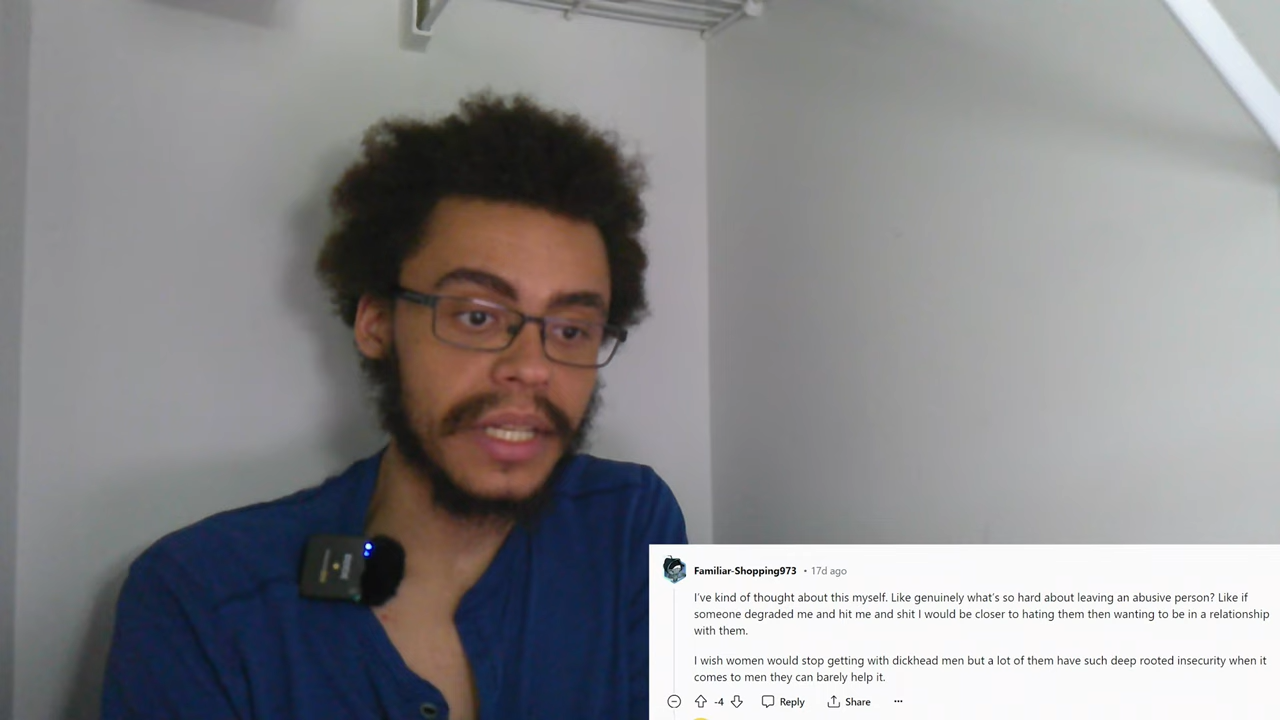 Familiar-Shopping973 • 17d ago
I've kind of thought about this myself. Like genuinely what's so hard about leaving an abusive person? Like if
someone degraded me and hit me and shit I would be closer to hating them then wanting to be in a relationship
with them.
I wish women would stop getting with dickhead men but a lot of them have such deep rooted insecurity when it
comes to men they can barely help it.
-4 Reply Share